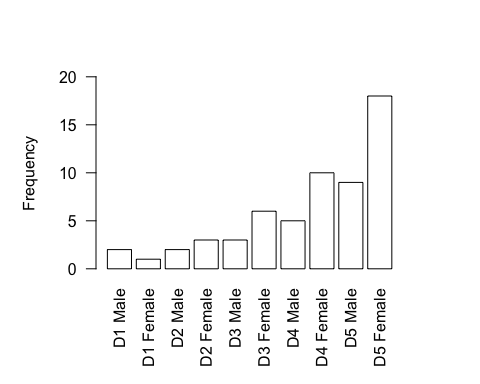 Frequency
20
15
10
5
0
D1 Male
D1 Female
D2 Male
D2 Female
D3 Male
D3 Female
D4 Male
D4 Female
D5 Male
D5 Female